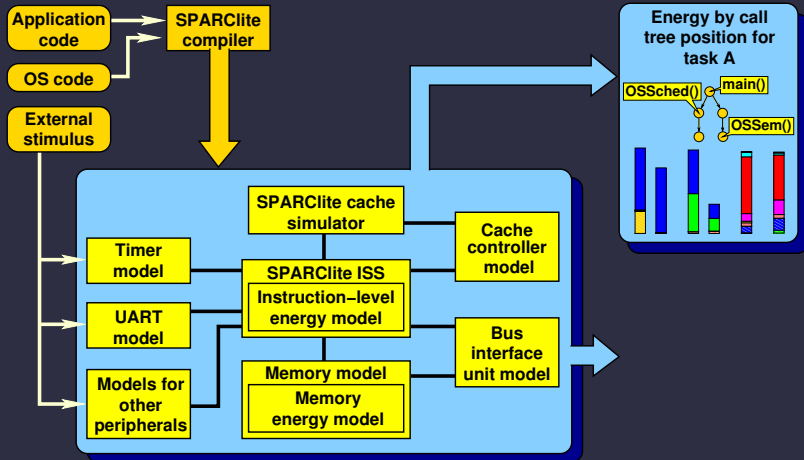 Application
code
SPARClite
compiler
OS code
External
stimulus
Energy by call
tree position for
task A
main()
OSSched()
OSSem()
SPARClite cache
simulator
Cache
controller
model
Timer
model
SPARClite ISS
Instruction−level
energy model
UART
model
Bus
interface
unit model
Memory model
Memory
energy model
Models for
other
peripherals